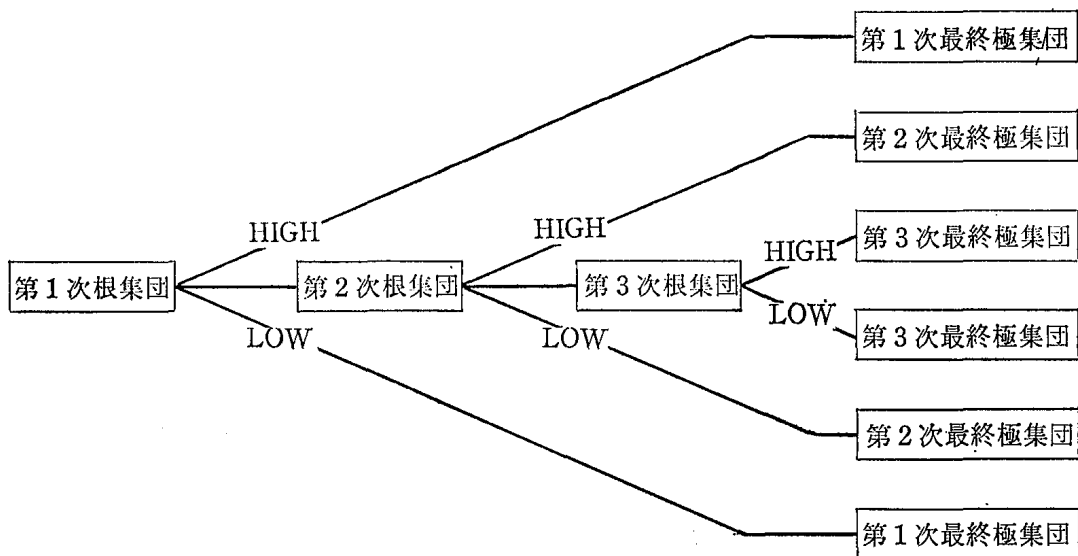 第1次最終極集団
第2次最終極集団
HIGH
HIGH
第3次最終極集団
HIGH
第1次根集団
第2次根集団
第3次根集団
LOW
第3次最終極集団
LOW
LOW
第2次最終極集団
第1次最終極集団